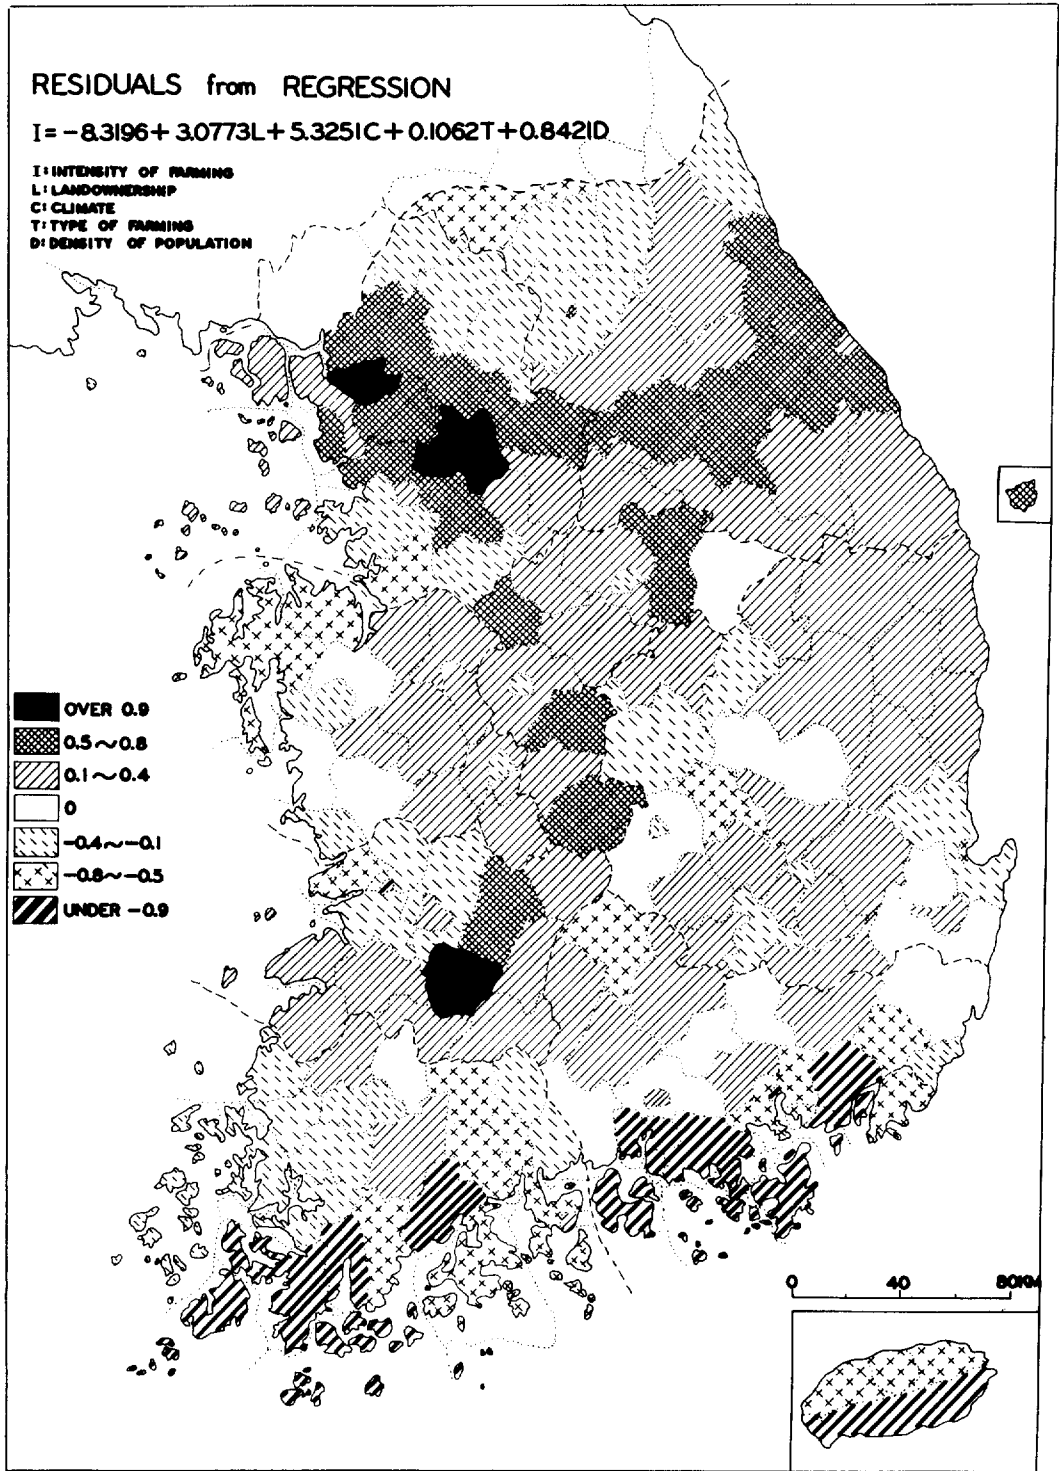 RESIDUALS from REGRESSION
I = -8.3196 + 3.0773L + 5.3251C + 0.1062T + 0.8421D
I: INTENSITY OF FARMING
L: LANDOWNERSHIP
C: CLIMATE
T: TYPE OF FARMING
D: DENSITY OF POPULATION
OVER 0.9
0.5~0.8
0.1~0.4
0
-0.4~-0.1
-0.8~-0.5
UNDER -0.9
0 40 80KM